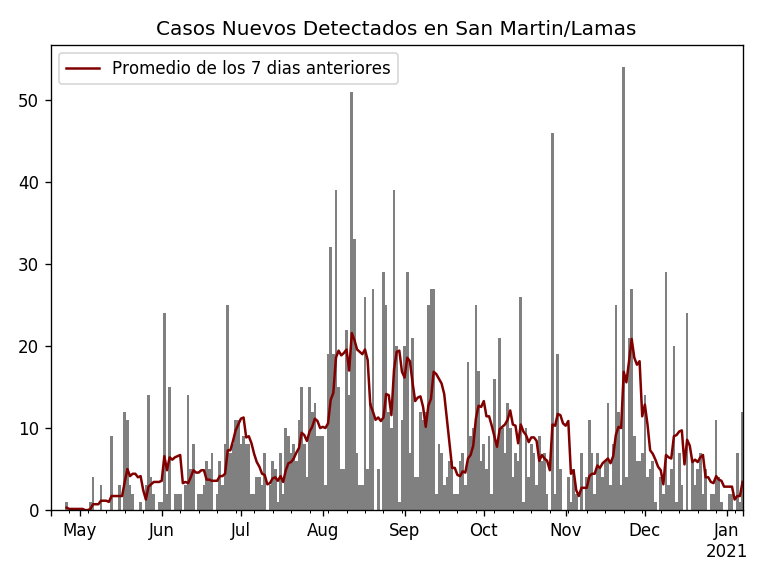 Casos Nuevos Detectados en San Martin/Lamas
Promedio de los 7 dias anteriores
50
40
30
20
10
0
May Jun Jul Aug Sep Oct Nov Dec Jan
2021